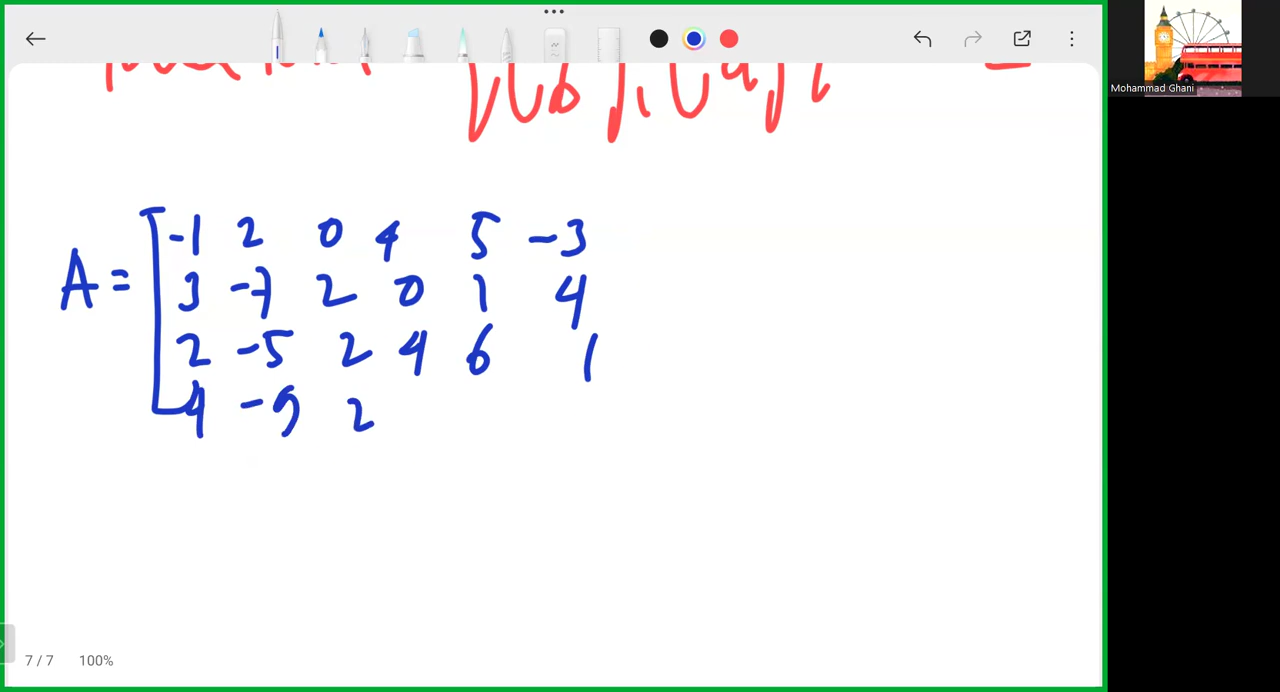 Mohammad Ghani
A = [ -1 2 0 4 5 -3
3 -7 2 0 1 4
2 -5 2 4 6 1
4 -9 2
7 / 7 100%